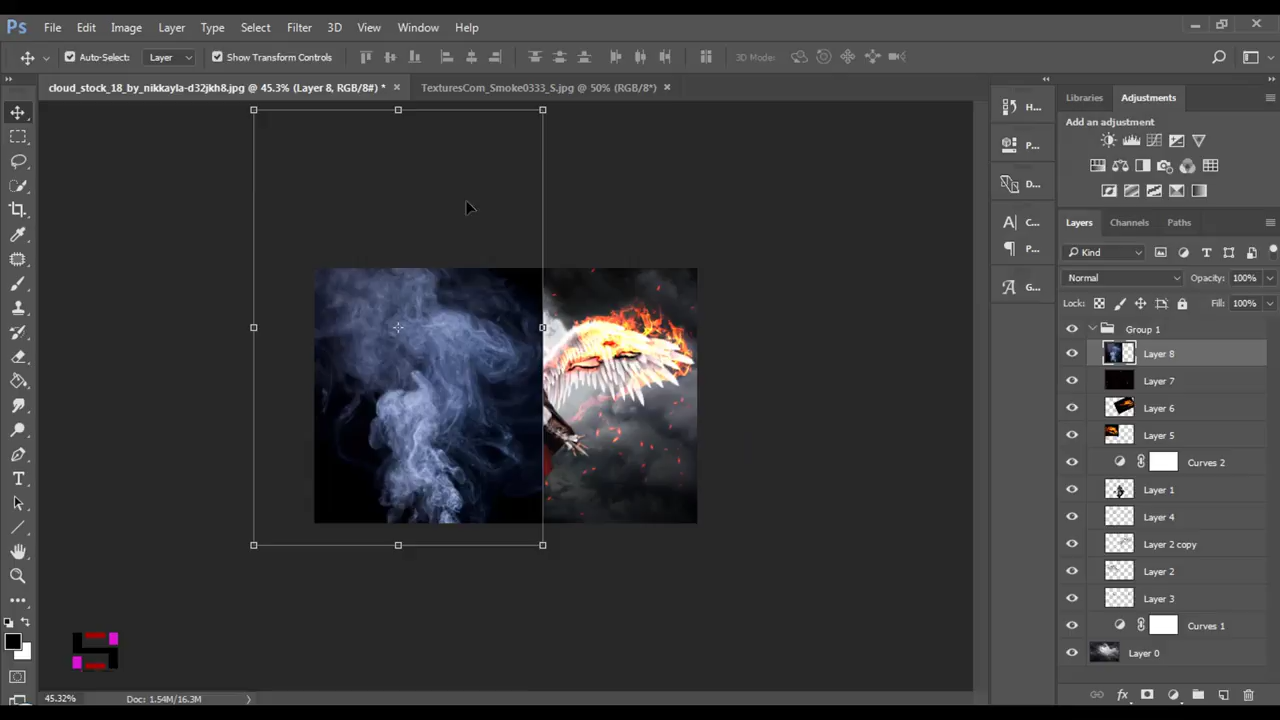 Ps File Edit Image Layer Type Select Filter 3D View Window Help
Auto-Select: Layer Show Transform Controls 3D Mode:
cloud_stock_18_by_nikkayla-d32jkh8.jpg @ 45.3% (Layer 8, RGB/8#) * × TexturesCom_Smoke0333_S.jpg @ 50% (RGB/8*) ×
H...
P...
D...
C...
P...
G...
Libraries Adjustments
Add an adjustment
Layers Channels Paths
Kind
Normal Opacity: 100%
Lock: Fill: 100%
Group 1
Layer 8
Layer 7
Layer 6
Layer 5
Curves 2
Layer 1
Layer 4
Layer 2 copy
Layer 2
Layer 3
Curves 1
Layer 0
45.32% Doc: 1.54M/16.3M